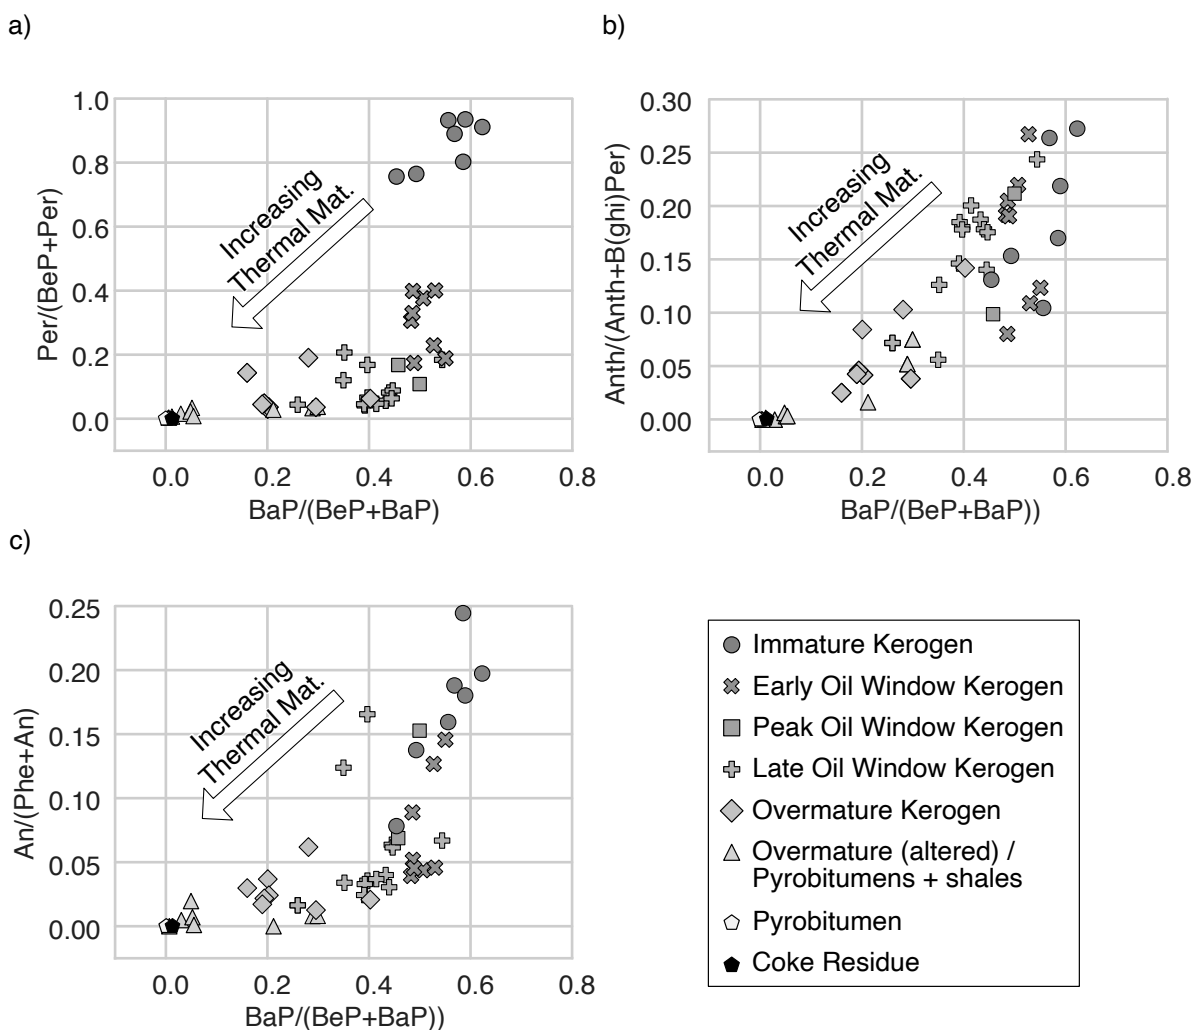 a)
1.0
0.8
0.6
0.4
0.2
0.0
Per/(BeP+Per)
Increasing
Thermal Mat.
0.0 0.2 0.4 0.6 0.8
BaP/(BeP+BaP)
b)
0.30
0.25
0.20
0.15
0.10
0.05
0.00
Anth/(Anth+B(ghi)Per)
Increasing
Thermal Mat.
0.0 0.2 0.4 0.6 0.8
BaP/(BeP+BaP))
c)
0.25
0.20
0.15
0.10
0.05
0.00
An/(Phe+An)
Increasing
Thermal Mat.
0.0 0.2 0.4 0.6 0.8
BaP/(BeP+BaP))
Immature Kerogen
Early Oil Window Kerogen
Peak Oil Window Kerogen
Late Oil Window Kerogen
Overmature Kerogen
Overmature (altered) /
Pyrobitumens + shales
Pyrobitumen
Coke Residue